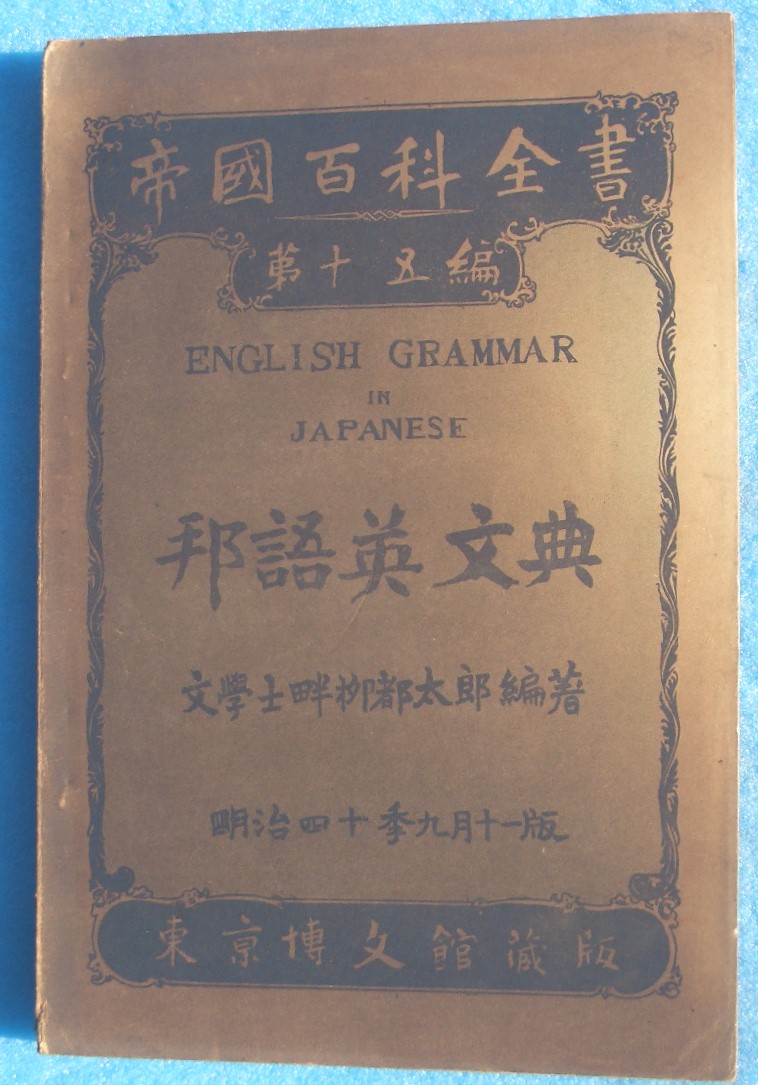 帝國百科全書
第十五編
ENGLISH GRAMMAR
IN
JAPANESE
邦語英文典
文學士畔柳都太郎編著
明治四十季九月十一版
東京博文館蔵版